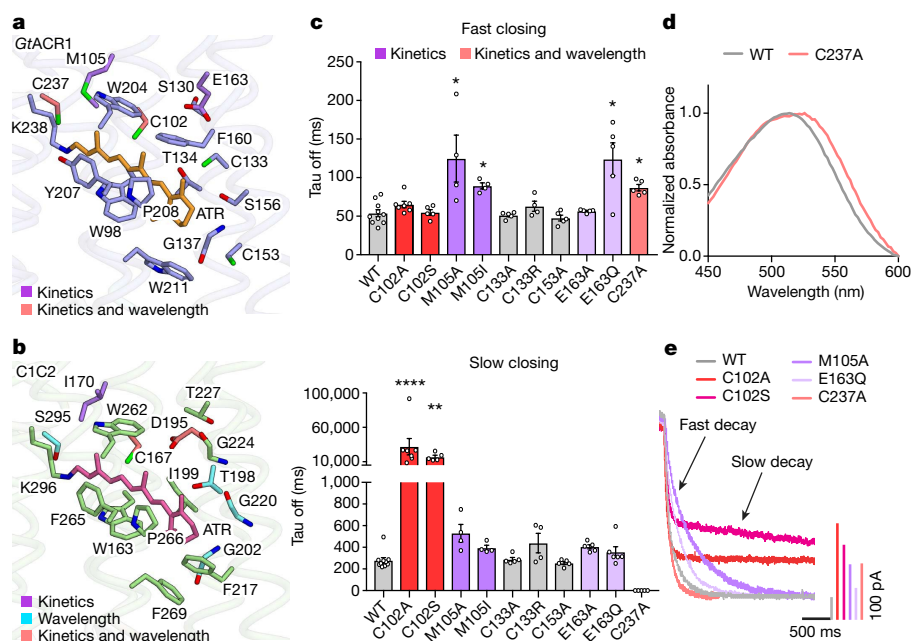 a
GtACR1
M105
C237
W204
S130
E163
K238
C102
F160
T134
C133
Y207
P208
ATR
S156
W98
G137
C153
W211
Kinetics
Kinetics and wavelength
b
C1C2
I170
T227
S295
W262
D195
G224
C167
I199
T198
K296
G220
F265
P266
ATR
W163
G202
F217
F269
Kinetics
Wavelength
Kinetics and wavelength
c
Fast closing
Kinetics
Kinetics and wavelength
Tau off (ms)
250
200
150
100
50
0
* * * *
WT C102A C102S M105A M105I C133A C133R C153A E163A E163Q C237A
Slow closing
Tau off (ms)
100,000
10,000
1,000
800
600
400
200
0
**** **
WT C102A C102S M105A M105I C133A C133R C153A E163A E163Q C237A
d
WT C237A
Normalized absorbance
1.0
0.5
0
450 500 550 600
Wavelength (nm)
e
WT M105A
C102A E163Q
C102S C237A
Fast decay
Slow decay
500 ms
100 pA